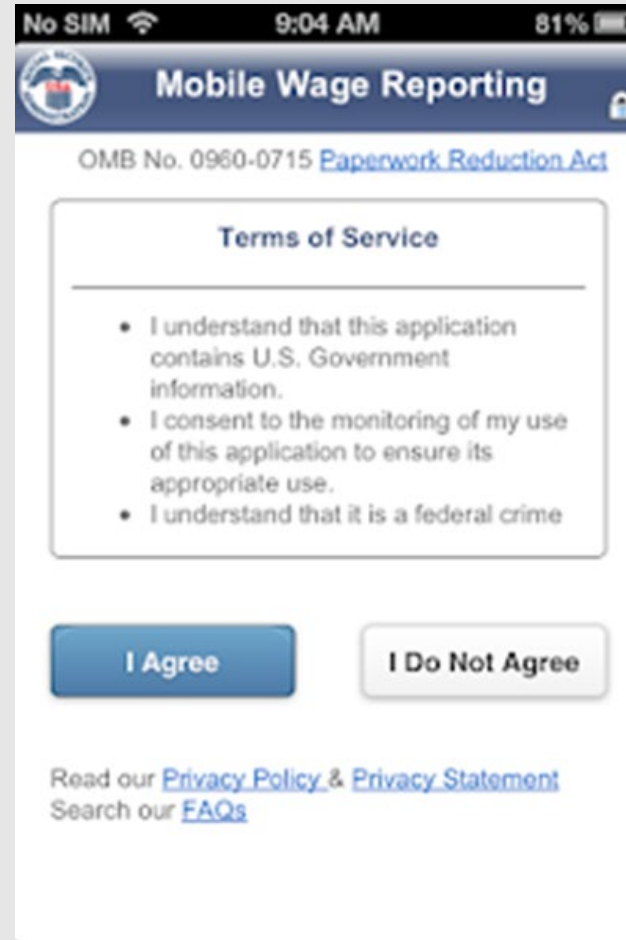 No SIM 9:04 AM 81%
Mobile Wage Reporting
OMB No. 0960-0715 Paperwork Reduction Act
Terms of Service
• I understand that this application
contains U.S. Government
information.
• I consent to the monitoring of my use
of this application to ensure its
appropriate use.
• I understand that it is a federal crime
I Agree I Do Not Agree
Read our Privacy Policy & Privacy Statement
Search our FAQs